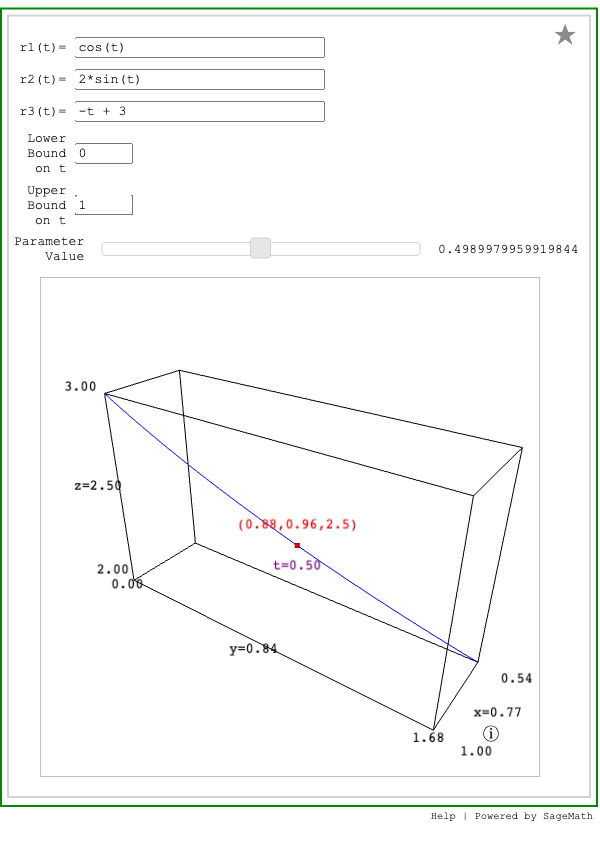 r1(t)= cos(t)
r2(t)= 2*sin(t)
r3(t)= -t + 3
Lower
Bound 0
on t
Upper
Bound 1
on t
Parameter
Value 0.4989979959919844
3.00
z=2.50
(0.88,0.96,2.5)
t=0.50
2.00
0.00
y=0.84
0.54
x=0.77
1.68
i
1.00
Help | Powered by SageMath